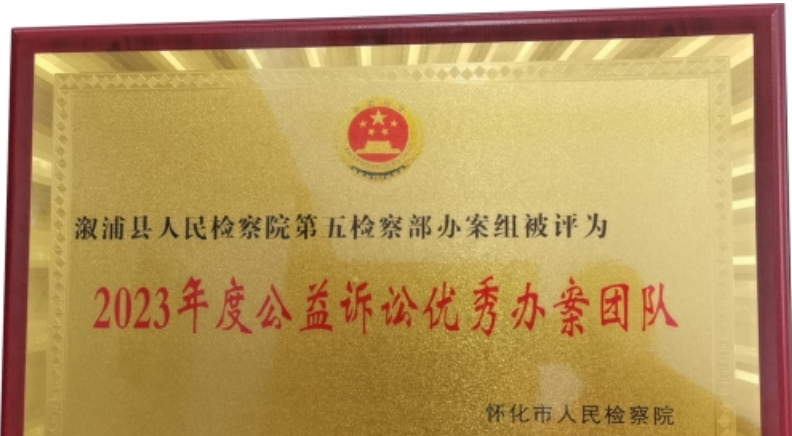 溆浦县人民检察院第五检察部办案组被评为
2023年度公益诉讼优秀办案团队
怀化市人民检察院